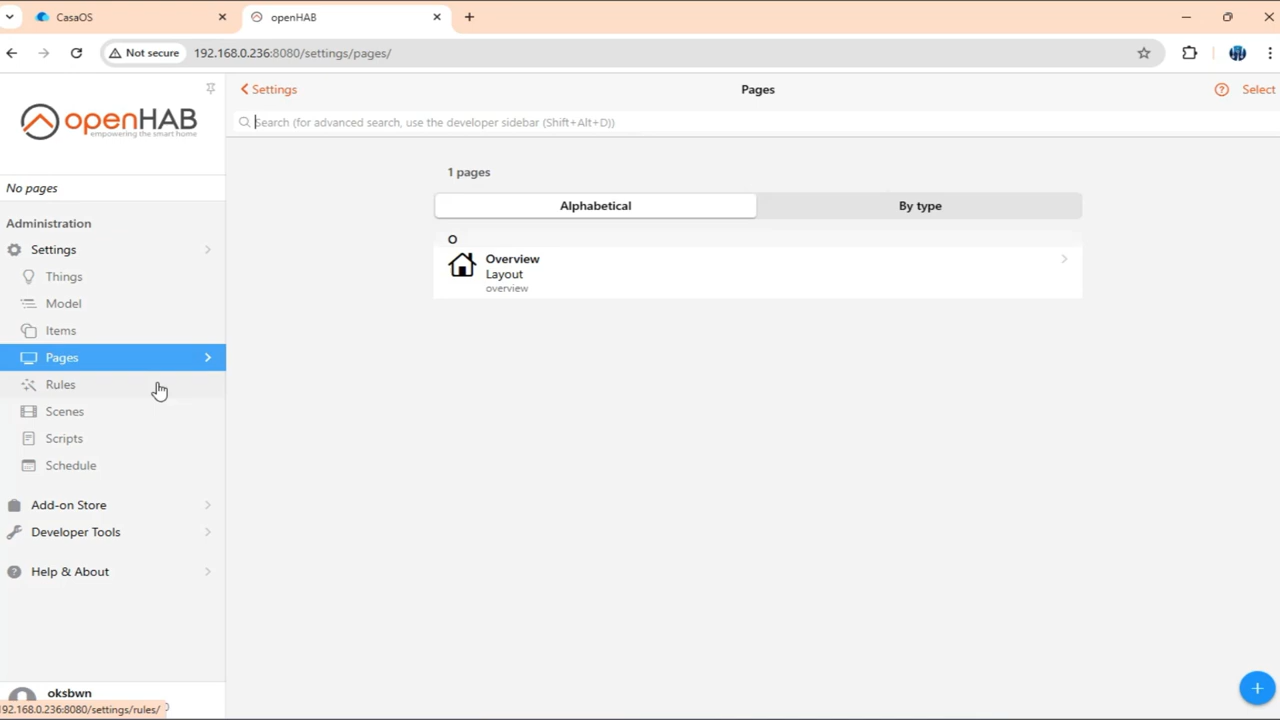 CasaOS
openHAB
Not secure
192.168.0.236:8080/settings/pages/
openHAB
empowering the smart home
Settings
Pages
Select
Search (for advanced search, use the developer sidebar (Shift+Alt+D))
No pages
1 pages
Alphabetical
By type
Administration
Settings
Things
Model
Items
Pages
Rules
Scenes
Scripts
Schedule
Add-on Store
Developer Tools
Help & About
O
Overview
Layout
overview
oksbwn
192.168.0.236:8080/settings/rules/